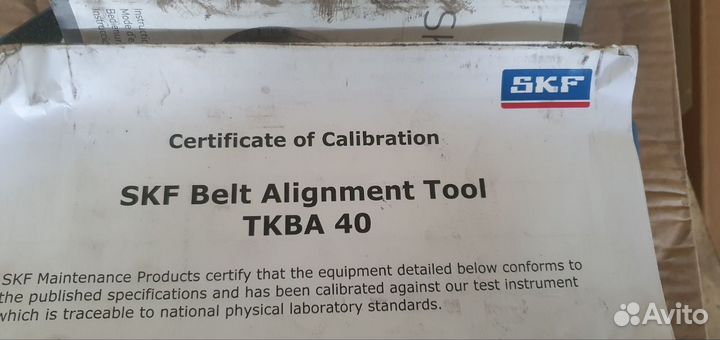 Instructi
Mode d'e
SKF
Certificate of Calibration
SKF Belt Alignment Tool
TKBA 40
SKF Maintenance Products certify that the equipment detailed below conforms to
the published specifications and has been calibrated against our test instrument
which is traceable to national physical laboratory standards.
Avito